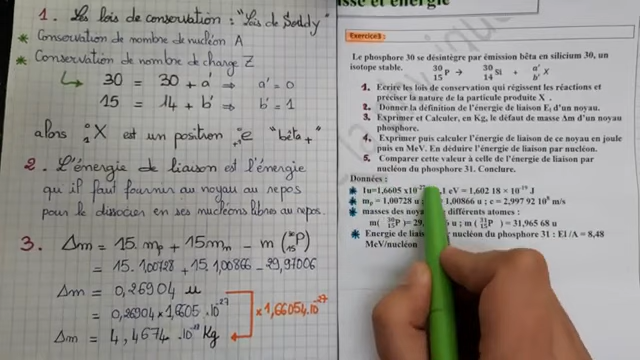 1. Les lois de conservation : "Lois de Soddy"
* Conservation de nombre de nucléon A
* Conservation de nombre de charge Z
↳ 30 = 30 + a' ⇒ a' = 0
15 = 14 + b' ⇒ b' = 1
alors ⁰₁X est un positron ⁰₊₁e "bêta₊"
2. L'énergie de liaison est l'énergie
qu'il faut fournir au noyau au repos
pour le dissocier en ses nucléons libres au repos.
3. Δm = 15.mp + 15mn - m (³⁰₁₅P)
= 15.1,00728 + 15.1,00866 - 29,97006
Δm = 0,26904 u
= 0,26904 × 1,6605 .10⁻²⁷
× 1,66054.10⁻²⁷
Δm = 4,4674 .10⁻²⁸ Kg
sse et énergie
Exercice3 :
Le phosphore 30 se désintègre par émission bêta en silicium 30, un
isotope stable. ³⁰₁₅P → ³⁰₁₄Si + a'b' X
1. Ecrire les lois de conservation qui régissent les réactions et
préciser la nature de la particule produite X .
2. Donner la définition de l'énergie de liaison El d'un noyau.
3. Exprimer et Calculer, en Kg, le défaut de masse Δm d'un noyau
phosphore.
4. Exprimer puis calculer l'énergie de liaison de ce noyau en joule
puis en MeV. En déduire l'énergie de liaison par nucléon.
5. Comparer cette valeur à celle de l'énergie de liaison par
nucléon du phosphore 31. Conclure.
Données :
* 1u=1,6605 x10⁻²⁷ 1 eV = 1,602 18 × 10⁻¹⁹ J
* mp = 1,00728 u 1,00866 u ; c = 2,997 92 10⁸ m/s
* masses des noy différents atomes :
m( ³⁰₁₅P )= 29, u ; m ( ³¹₁₅P ) = 31,965 68 u
* Energie de liais nucléon du phosphore 31 : El /A = 8,48
MeV/nucléon